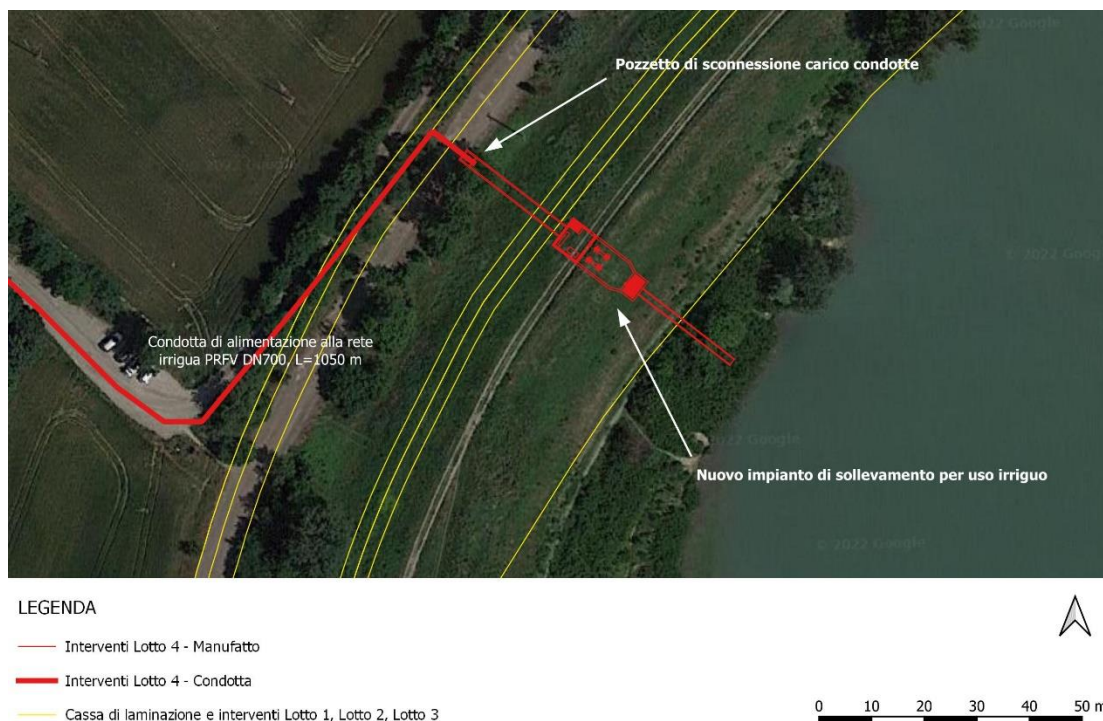 2022 Google
Pozzetto di sconnessione carico condotte
© 2022 Google
Condotta di alimentazione alla rete
irrigua PRFV DN700, L=1050 m
2022 Google
Nuovo impianto di sollevamento per uso irriguo
© 2022 Google
LEGENDA
Interventi Lotto 4 - Manufatto
Interventi Lotto 4 - Condotta
Cassa di laminazione e interventi Lotto 1, Lotto 2, Lotto 3
0 10 20 30 40 50 m